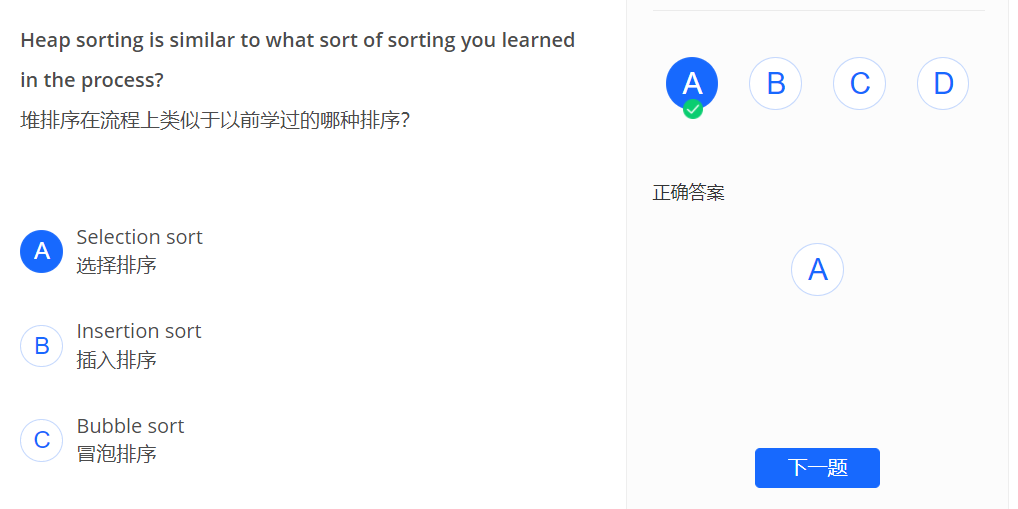 Heap sorting is similar to what sort of sorting you learned
in the process?
堆排序在流程上类似于以前学过的哪种排序？
A
Selection sort
选择排序
B
Insertion sort
插入排序
C
Bubble sort
冒泡排序
A B C D
正确答案
A
下一题